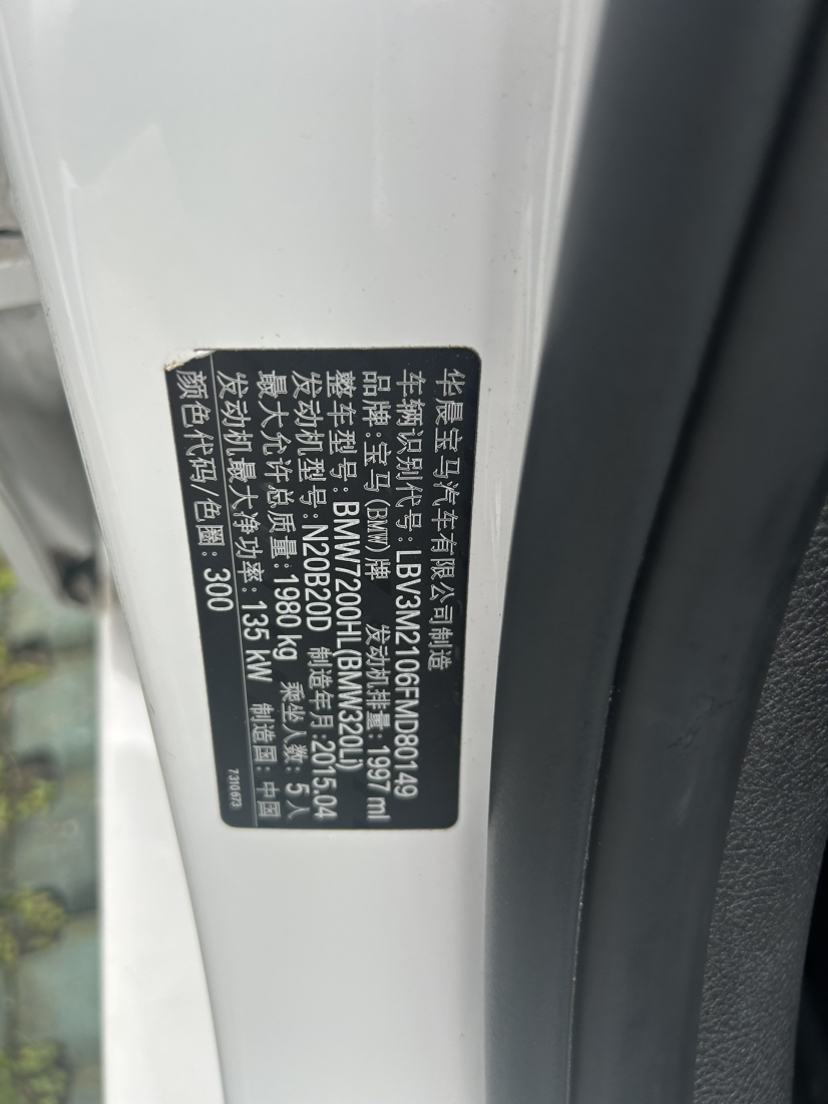 华晨宝马汽车有限公司制造
车辆识别代号:LBV3M2106FMD80149
品牌:宝马(BMW)牌 发动机排量:1997 ml
整车型号:BMW7200HL(BMW320Li)
发动机型号:N20B20D 制造年月:2015.04
最大允许总质量:1980 kg 乘坐人数:5人
发动机最大净功率:135 kW 制造国:中国
颜色代码/色圈:300
7310673